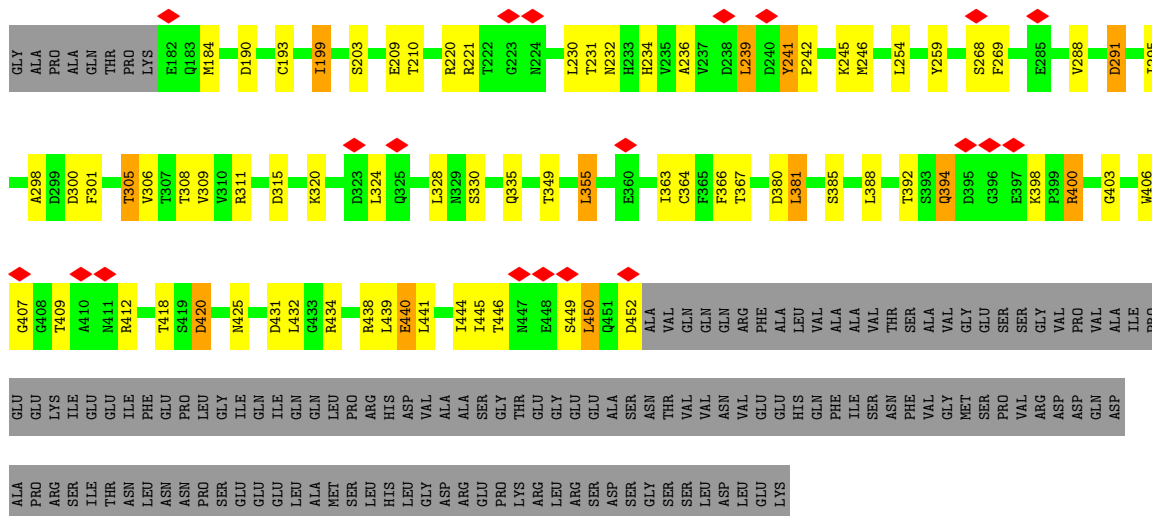 GLY ALA PRO ALA GLN THR PRO LYS E182 Q183 M184 D190 C193 I199 S203 E209 T210 R220 R221 T222 G223 N224 L230 T231 N232 H233 H234 V235 A236 V237 D238 L239 D240 Y241 P242 K245 M246 L254 Y259 S268 F269 E285 V288 D291
A298 D299 D300 F301 T305 V306 T307 T308 V309 V310 R311 D315 K320 D323 L324 Q325 L328 N329 S330 Q335 T349 L355 E360 I363 C364 F365 F366 T367 D380 L381 S385 L388 T392 S393 Q394 D395 G396 E397 K398 P399 R400 G403 W406
G407 G408 T409 A410 N411 R412 T418 S419 D420 N425 D431 L432 G433 R434 R438 L439 E440 L441 I444 I445 T446 N447 E448 S449 L450 Q451 D452 ALA VAL GLN GLN GLN ARG PHE ALA LEU VAL ALA ALA VAL THR SER ALA VAL GLY GLU SER SER GLY VAL PRO VAL ALA ILE PRO
GLU GLU LYS ILE GLU GLU ILE PHE GLU PRO LEU GLY ILE GLN ILE GLN GLN LEU PRO ARG HIS ASP VAL ALA ALA SER GLY THR GLU GLY GLU GLU ALA SER ASN THR VAL VAL ASN VAL GLU GLU HIS GLN PHE ILE SER ASN PHE VAL GLY MET SER PRO VAL ARG ASP ASP GLN ASP
ALA PRO ARG SER ILE THR ASN LEU ASN ASN PRO SER GLU GLU GLU LEU ALA MET SER LEU HIS LEU GLY ASP ARG GLU PRO LYS ARG LEU ARG SER ASP SER GLY SER SER LEU ASP LEU GLU LYS